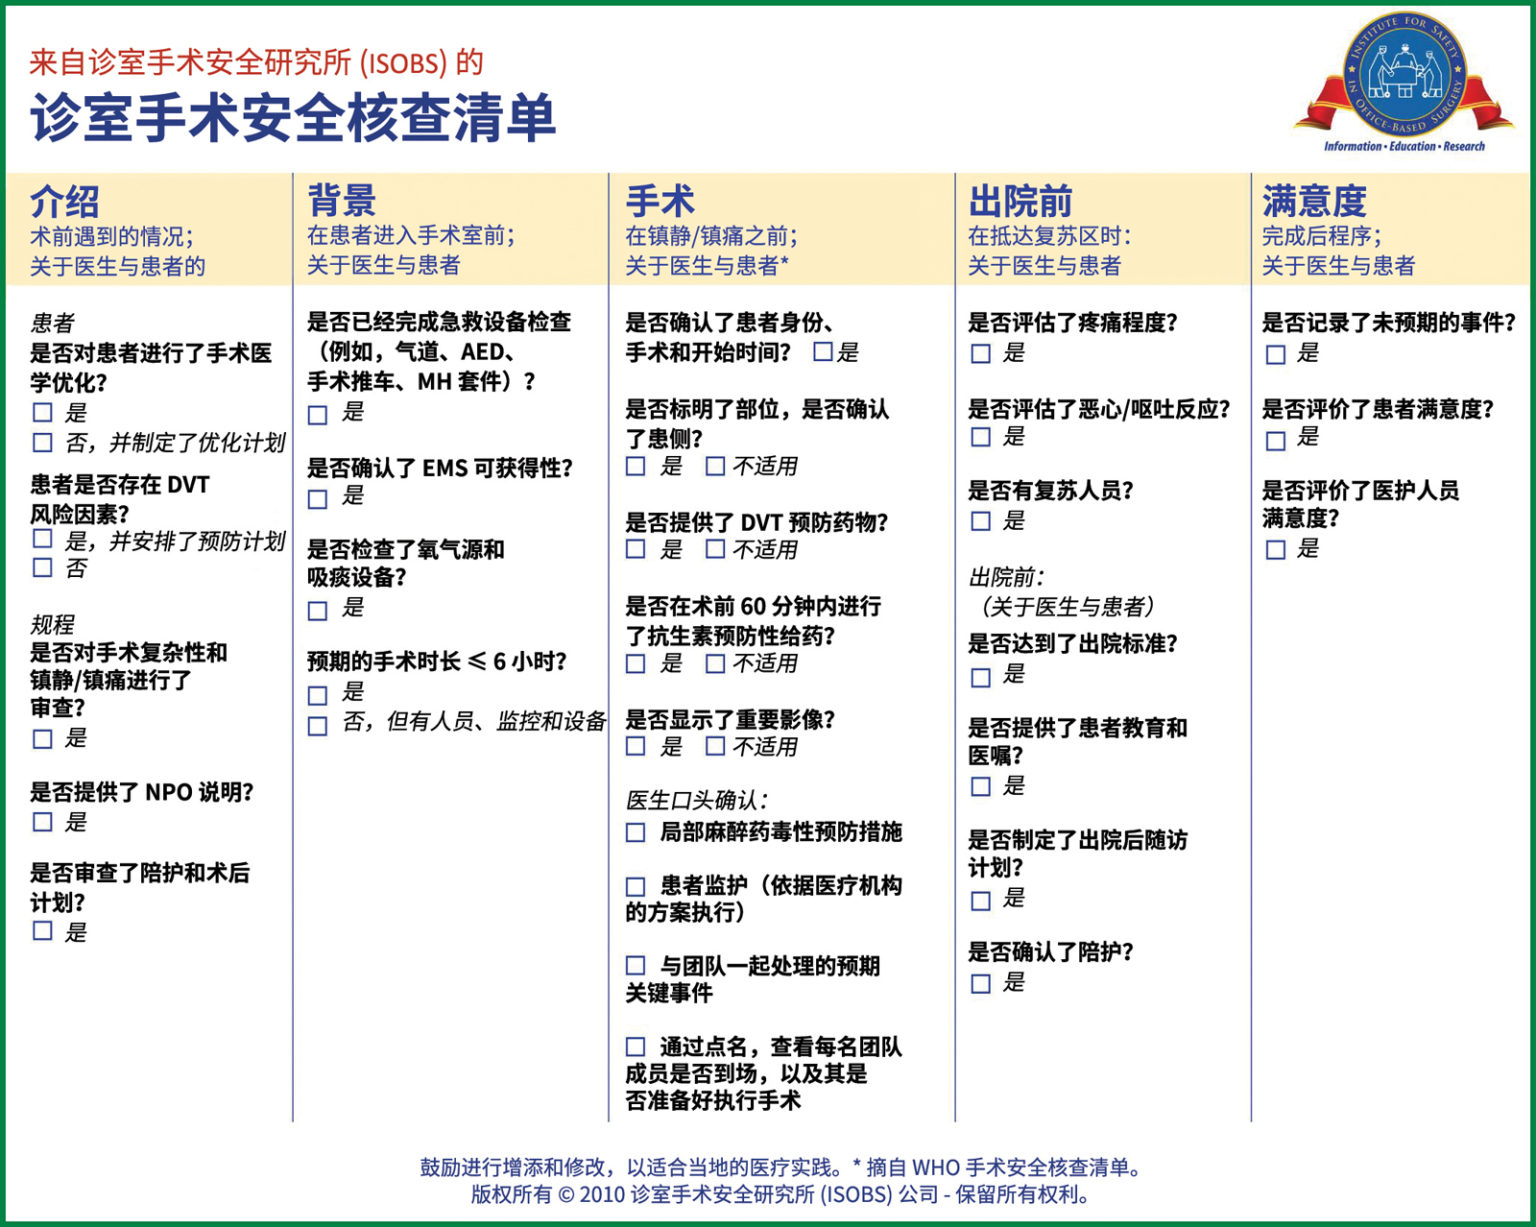 来自诊室手术安全研究所 (ISOBS) 的
诊室手术安全核查清单
INSTITUTE FOR SAFETY
IN OFFICE-BASED SURGERY
Information • Education • Research
介绍
术前遇到的情况；
关于医生与患者的
患者
是否对患者进行了手术医
学优化？
是
否，并制定了优化计划
患者是否存在 DVT
风险因素？
是，并安排了预防计划
否
规程
是否对手术复杂性和
镇静/镇痛进行了
审查？
是
是否提供了 NPO 说明？
是
是否审查了陪护和术后
计划？
是
背景
在患者进入手术室前；
关于医生与患者
是否已经完成急救设备检查
（例如，气道、AED、
手术推车、MH 套件）？
是
是否确认了 EMS 可获得性？
是
是否检查了氧气源和
吸痰设备？
是
预期的手术时长 ≤ 6 小时？
是
否，但有人员、监控和设备
手术
在镇静/镇痛之前；
关于医生与患者*
是否确认了患者身份、
手术和开始时间？ 是
是否标明了部位，是否确认
了患侧？
是 不适用
是否提供了 DVT 预防药物？
是 不适用
是否在术前 60 分钟内进行
了抗生素预防性给药？
是 不适用
是否显示了重要影像？
是 不适用
医生口头确认：
局部麻醉药毒性预防措施
患者监护（依据医疗机构
的方案执行）
与团队一起处理的预期
关键事件
通过点名，查看每名团队
成员是否到场，以及其是
否准备好执行手术
出院前
在抵达复苏区时：
关于医生与患者
是否评估了疼痛程度？
是
是否评估了恶心/呕吐反应？
是
是否有复苏人员？
是
出院前：
（关于医生与患者）
是否达到了出院标准？
是
是否提供了患者教育和
医嘱？
是
是否制定了出院后随访
计划？
是
是否确认了陪护？
是
满意度
完成后程序；
关于医生与患者
是否记录了未预期的事件？
是
是否评价了患者满意度？
是
是否评价了医护人员
满意度？
是
鼓励进行增添和修改，以适合当地的医疗实践。* 摘自 WHO 手术安全核查清单。
版权所有 © 2010 诊室手术安全研究所 (ISOBS) 公司 - 保留所有权利。